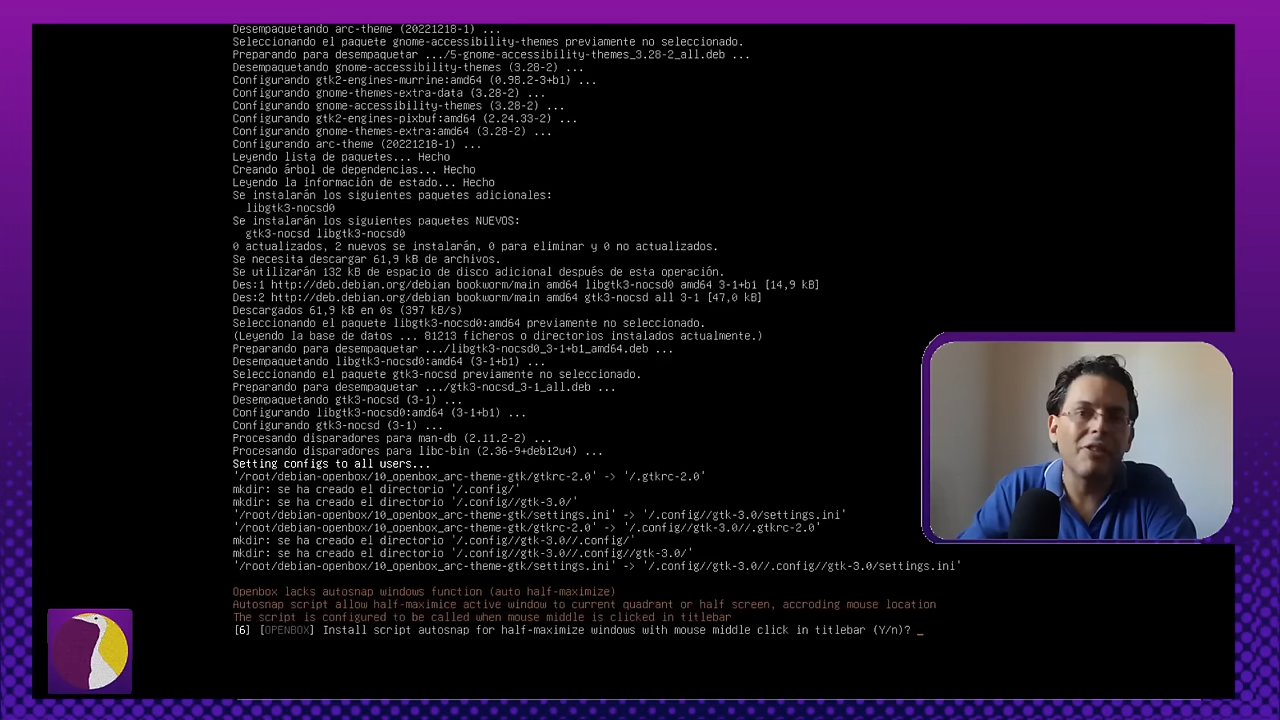 Desempaquetando arc-theme (20221218-1) ...
Seleccionando el paquete gnome-accessibility-themes previamente no seleccionado.
Preparando para desempaquetar .../5-gnome-accessibility-themes_3.28-2_all.deb ...
Desempaquetando gnome-accessibility-themes (3.28-2) ...
Configurando gtk2-engines-murrine:amd64 (0.98.2-3+b1) ...
Configurando gnome-themes-extra-data (3.28-2) ...
Configurando gnome-accessibility-themes (3.28-2) ...
Configurando gtk2-engines-pixbuf:amd64 (2.24.33-2) ...
Configurando gnome-themes-extra:amd64 (3.28-2) ...
Configurando arc-theme (20221218-1) ...
Leyendo lista de paquetes... Hecho
Creando árbol de dependencias... Hecho
Leyendo la información de estado... Hecho
Se instalarán los siguientes paquetes adicionales:
libgtk3-nocsd0
Se instalarán los siguientes paquetes NUEVOS:
gtk3-nocsd libgtk3-nocsd0
0 actualizados, 2 nuevos se instalarán, 0 para eliminar y 0 no actualizados.
Se necesita descargar 61,9 kB de archivos.
Se utilizarán 132 kB de espacio de disco adicional después de esta operación.
Des:1 http://deb.debian.org/debian bookworm/main amd64 libgtk3-nocsd0 amd64 3-1+b1 [14,9 kB]
Des:2 http://deb.debian.org/debian bookworm/main amd64 gtk3-nocsd all 3-1 [47,0 kB]
Descargados 61,9 kB en 0s (397 kB/s)
Seleccionando el paquete libgtk3-nocsd0:amd64 previamente no seleccionado.
(Leyendo la base de datos ... 81213 ficheros o directorios instalados actualmente.)
Preparando para desempaquetar .../libgtk3-nocsd0_3-1+b1_amd64.deb ...
Desempaquetando libgtk3-nocsd0:amd64 (3-1+b1) ...
Seleccionando el paquete gtk3-nocsd previamente no seleccionado.
Preparando para desempaquetar .../gtk3-nocsd_3-1_all.deb ...
Desempaquetando gtk3-nocsd (3-1) ...
Configurando libgtk3-nocsd0:amd64 (3-1+b1) ...
Configurando gtk3-nocsd (3-1) ...
Procesando disparadores para man-db (2.11.2-2) ...
Procesando disparadores para libc-bin (2.36-9+deb12u4) ...
Setting configs to all users...
'/root/debian-openbox/10_openbox_arc-theme-gtk/gtkrc-2.0' -> '/.gtkrc-2.0'
mkdir: se ha creado el directorio '/.config/'
mkdir: se ha creado el directorio '/.config//gtk-3.0/'
'/root/debian-openbox/10_openbox_arc-theme-gtk/settings.ini' -> '/.config//gtk-3.0/settings.ini'
'/root/debian-openbox/10_openbox_arc-theme-gtk/gtkrc-2.0' -> '/.config//gtk-3.0//.gtkrc-2.0'
mkdir: se ha creado el directorio '/.config//gtk-3.0//.config/'
mkdir: se ha creado el directorio '/.config//gtk-3.0//.config//gtk-3.0/'
'/root/debian-openbox/10_openbox_arc-theme-gtk/settings.ini' -> '/.config//gtk-3.0//.config//gtk-3.0/settings.ini'
Openbox lacks autosnap windows function (auto half-maximize)
Autosnap script allow half-maximice active window to current quadrant or half screen, accroding mouse location
The script is configured to be called when mouse middle is clicked in titlebar
[6] [OPENBOX] Install script autosnap for half-maximize windows with mouse middle click in titlebar (Y/n)? _